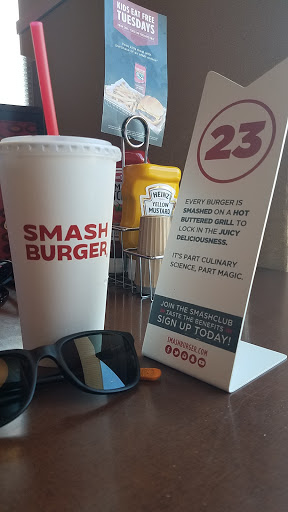 KIDS EAT FREE
TUESDAYS
SMASH
BURGER
HEINZ
YELLOW
MUSTARD
23
EVERY BURGER IS
SMASHED ON A HOT
BUTTERED GRILL TO
LOCK IN THE JUICY
DELICIOUSNESS.
IT'S PART CULINARY
SCIENCE, PART MAGIC.
JOIN THE SMASHCLUB
TASTE THE BENEFITS
SIGN UP TODAY!
SMASHBURGER.COM